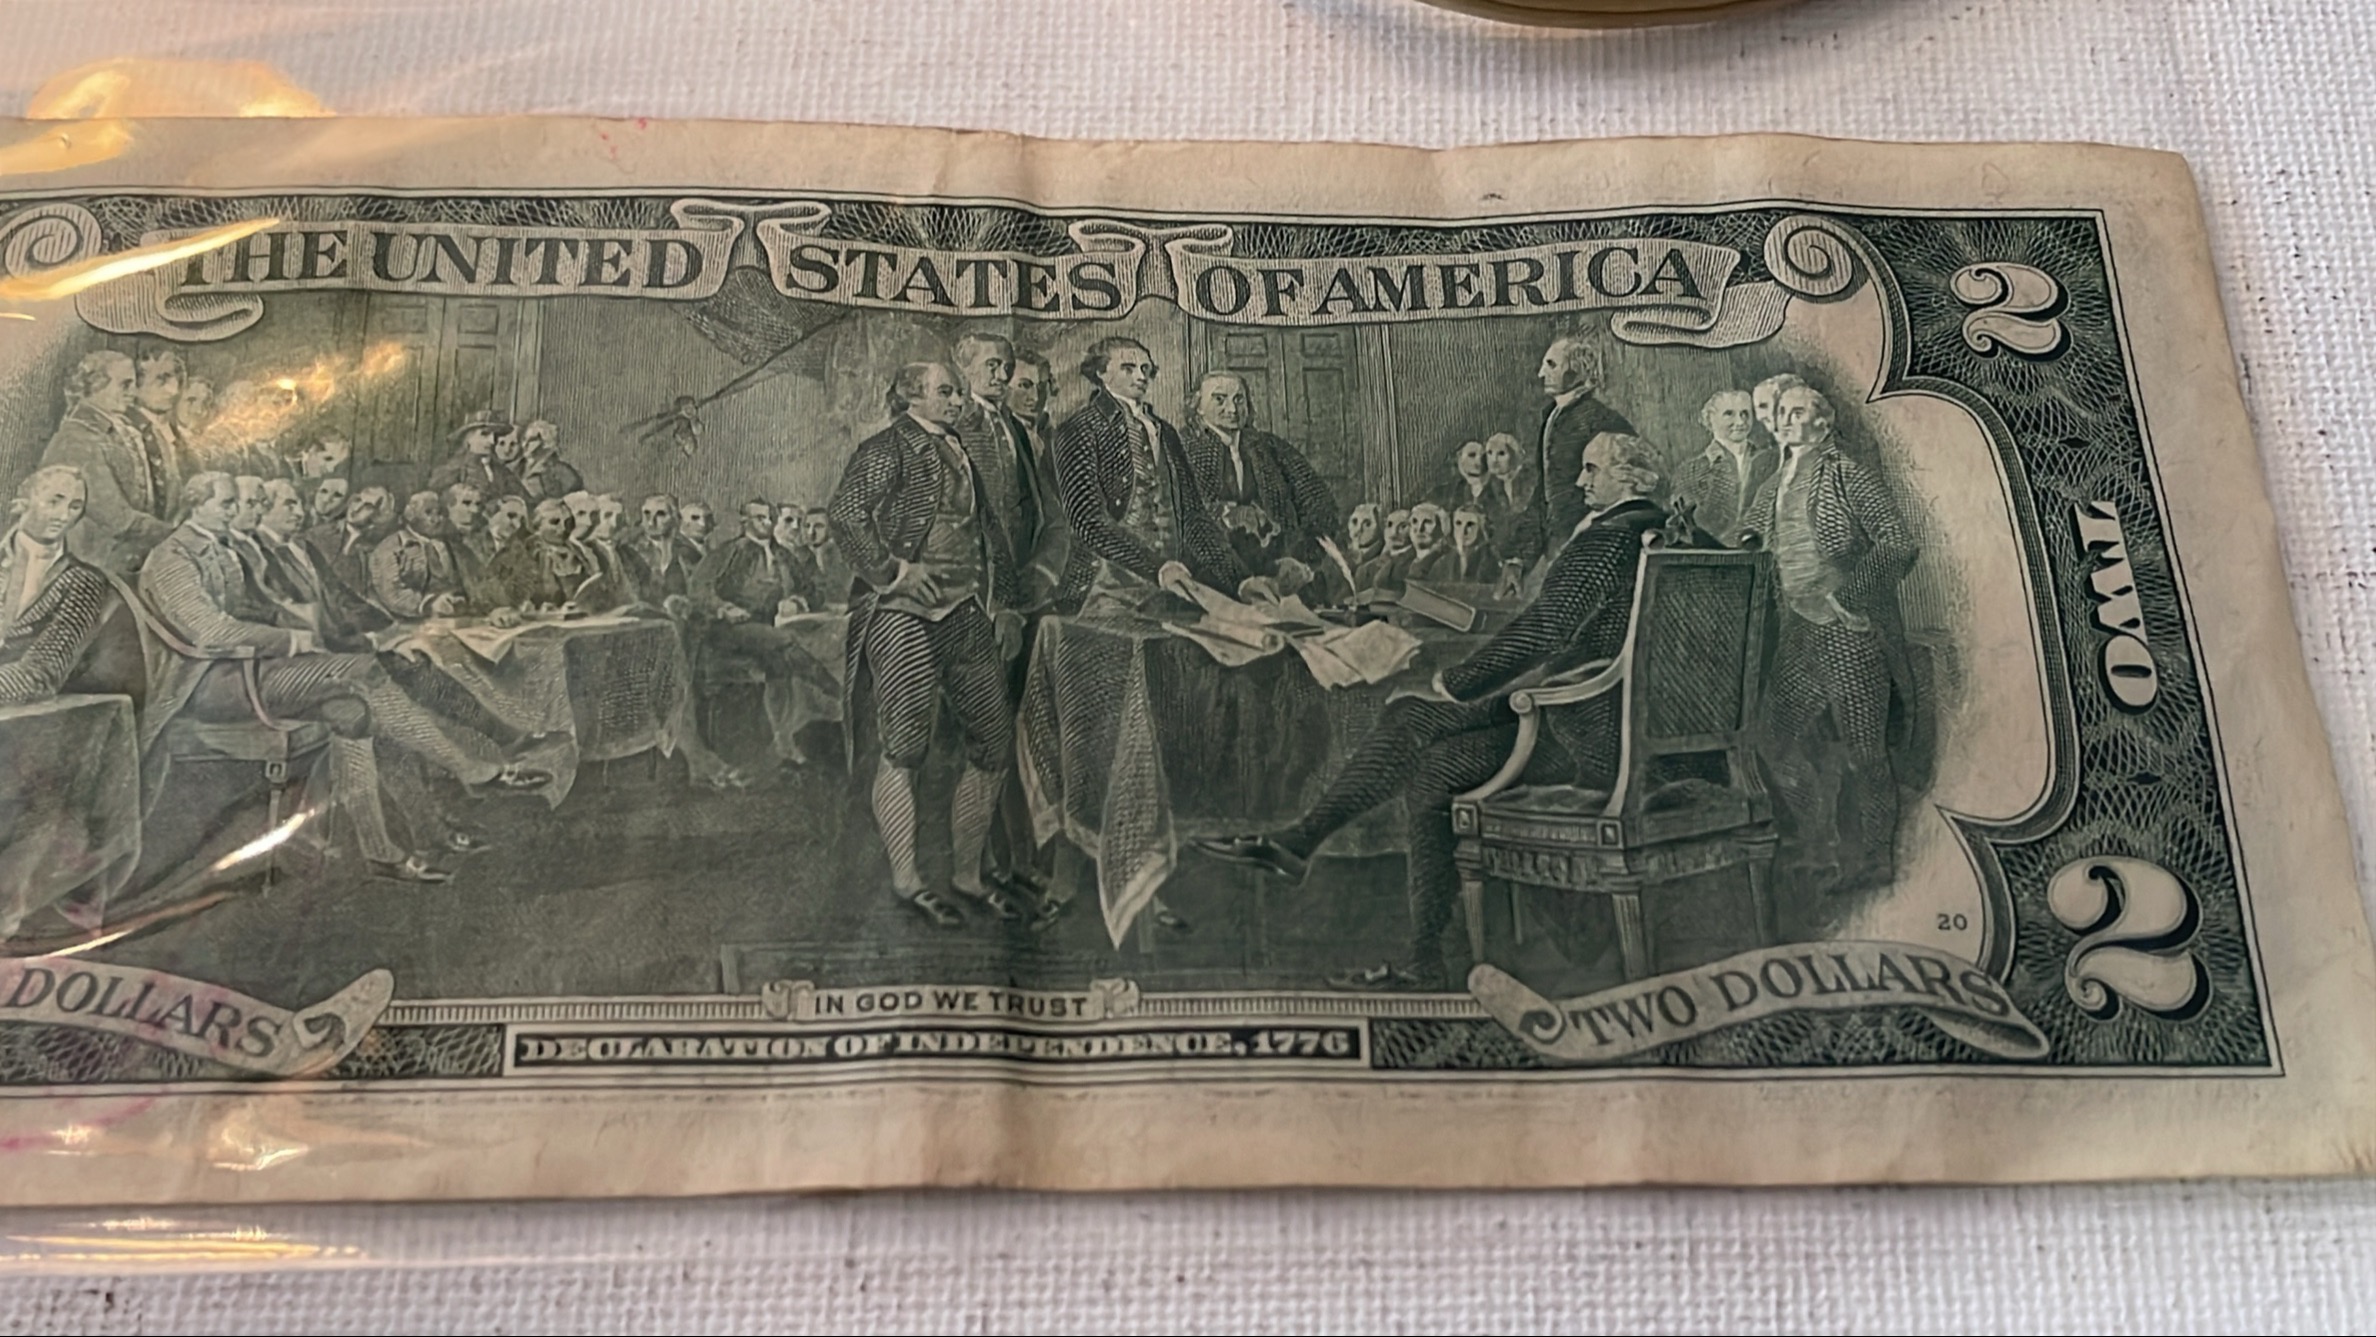 THE UNITED STATES OF AMERICA
2
TWO
20
2
DOLLARS
TWO DOLLARS
IN GOD WE TRUST
DECLARATION OF INDEPENDENCE, 1776